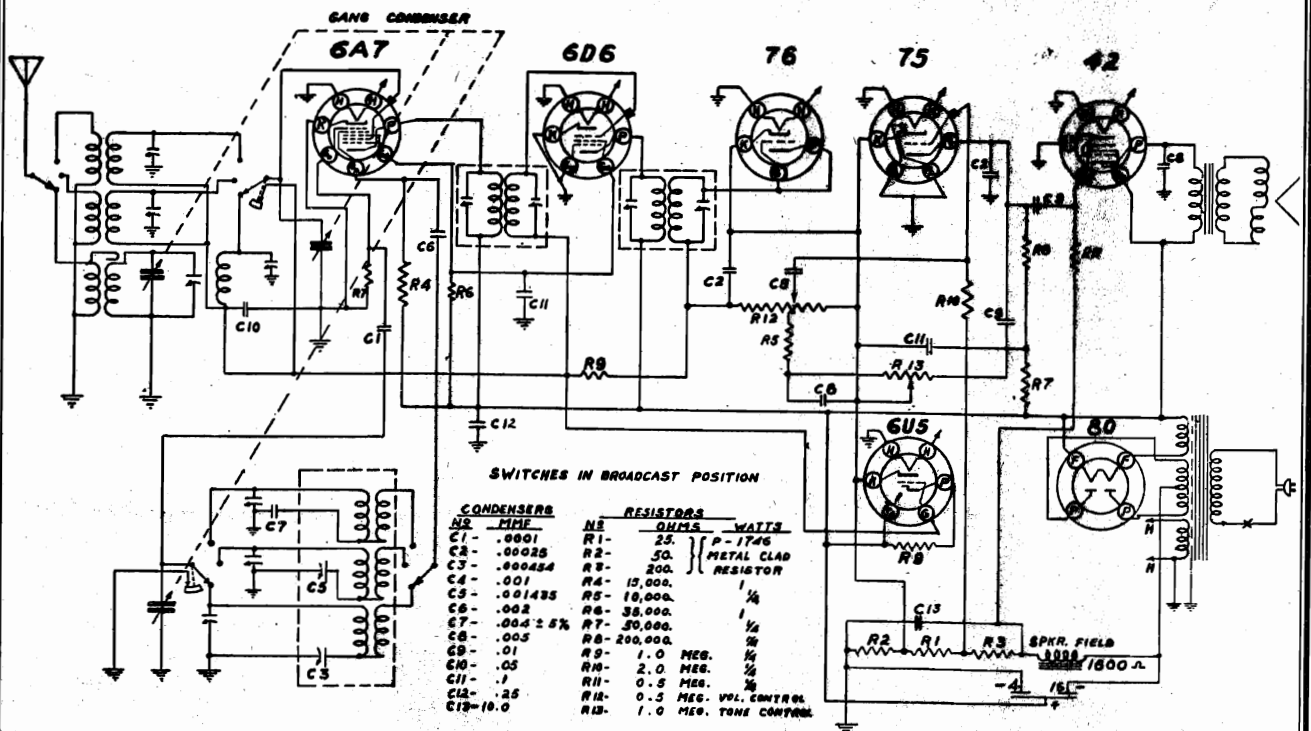 GANG CONDENSER
6A7
6D6
76
75
42
H H
K P
C10
R7
C1
R4
C6
R6
C11
C12
R9
C2
R12
C8
R5
C8
R13
C11
R10
C2
C9
R8
R7
C8
6U5
R9
80
F F
P P
H
H
C7
C5
C3
SWITCHES IN BROADCAST POSITION
CONDENSERS
Nº MMF
C1- .0001
C2- .00025
C3- .000454
C4- .001
C5- .001435
C6- .002
C7- .004 ± 5%
C8- .005
C9- .01
C10- .05
C11- .1
C12- .25
C13-10.0
RESISTORS
Nº OHMS WATTS
R1- 25. P-1746
R2- 50. METAL CLAD
R3- 200. RESISTOR
R4- 15,000. 1
R5- 10,000. ¼
R6- 35,000. 1
R7- 50,000. ¼
R8- 200,000.
R9- 1.0 MEG. ¼
R10- 2.0 MEG. ¼
R11- 0.5 MEG.
R12- 0.5 MEG. VOL. CONTROL
R13- 1.0 MEG. TONE CONTROL
C13
R2
R1
R3
SPKR. FIELD
1600 Ω
-4
16-
+